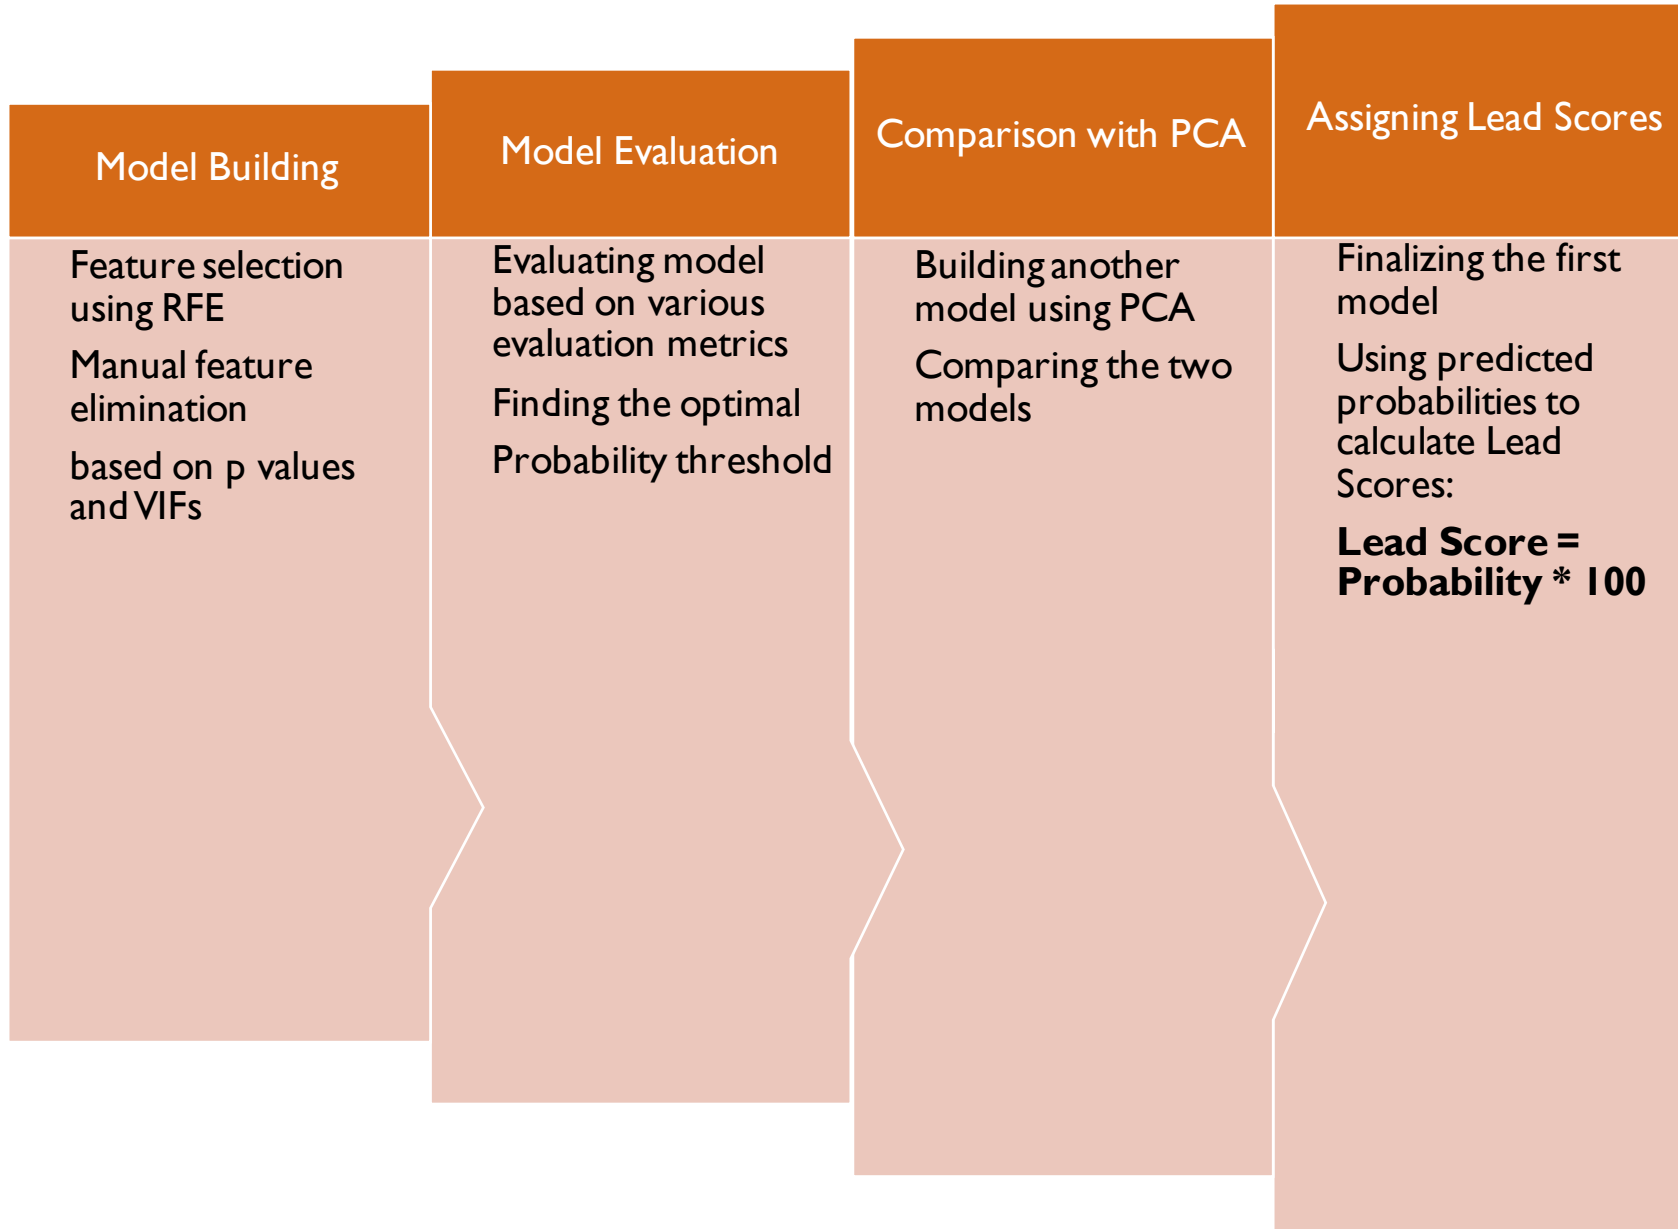 Model Building
Feature selection
using RFE
Manual feature
elimination
based on p values
and VIFs
Model Evaluation
Evaluating model
based on various
evaluation metrics
Finding the optimal
Probability threshold
Comparison with PCA
Building another
model using PCA
Comparing the two
models
Assigning Lead Scores
Finalizing the first
model
Using predicted
probabilities to
calculate Lead
Scores:
Lead Score =
Probability * 100